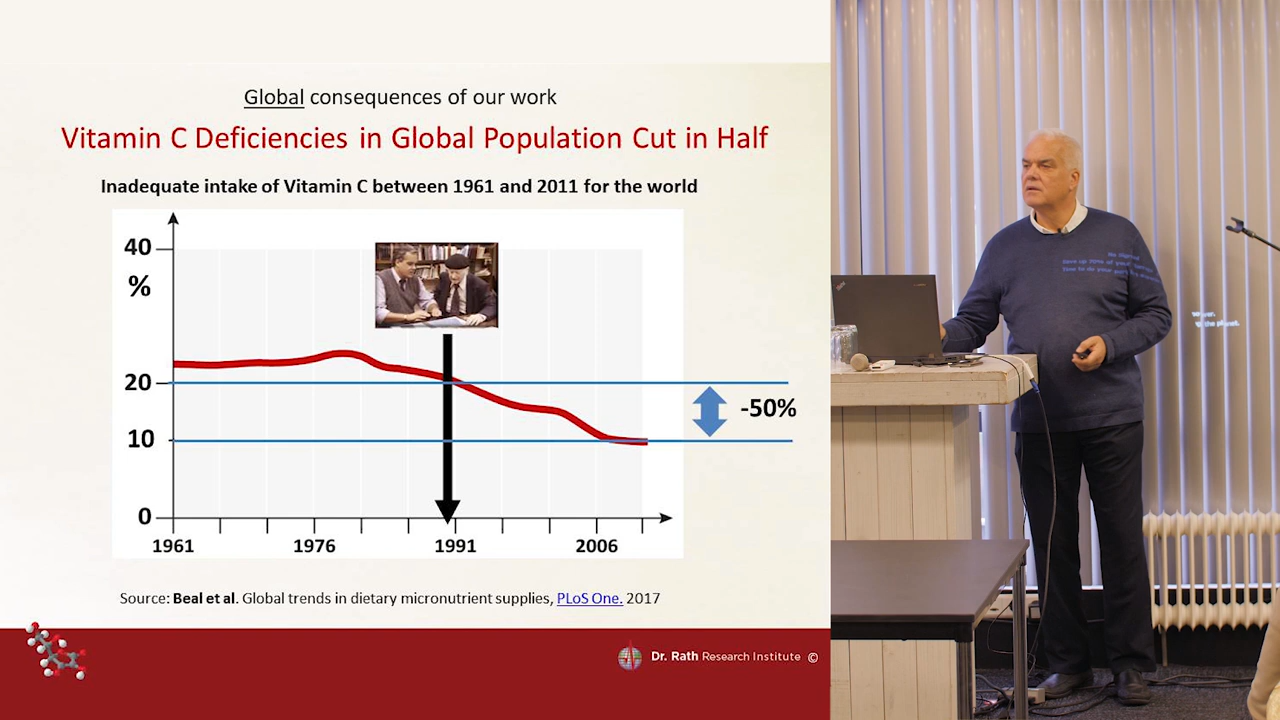 Global consequences of our work
Vitamin C Deficiencies in Global Population Cut in Half
Inadequate intake of Vitamin C between 1961 and 2011 for the world
40
%
20
10
0
-50%
1961 1976 1991 2006
Source: Beal et al. Global trends in dietary micronutrient supplies, PLoS One. 2017
Dr. Rath Research Institute ©
the planet.